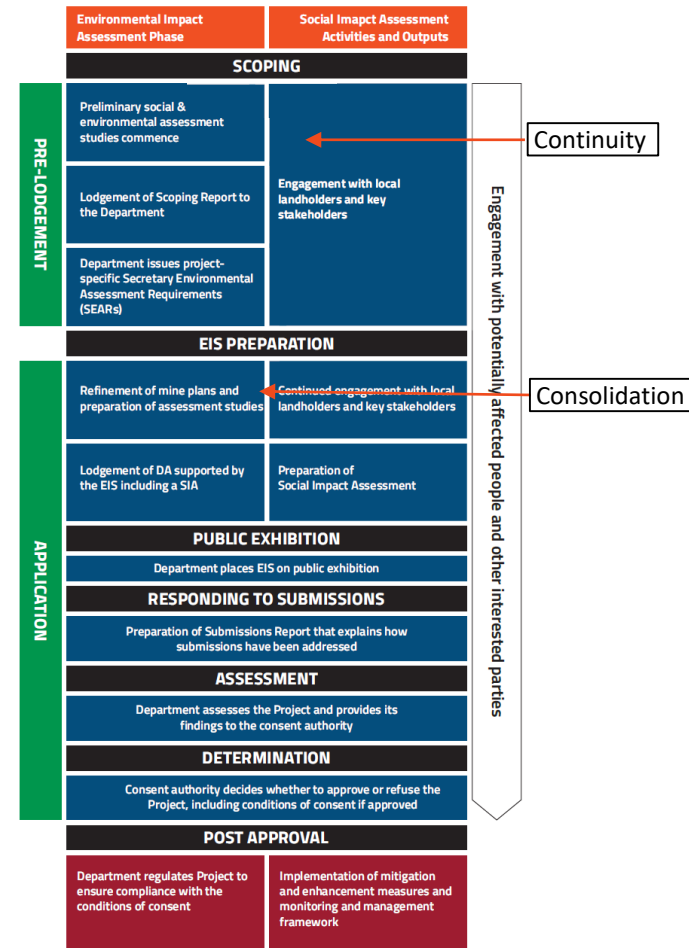 Environmental Impact
Assessment Phase
Social Imapct Assessment
Activities and Outputs
SCOPING
PRE-LODGEMENT
Preliminary social &
environmental assessment
studies commence
Lodgement of Scoping Report to
the Department
Department issues project-
specific Secretary Environmental
Assessment Requirements
(SEARs)
Engagement with local
landholders and key
stakeholders
Continuity
Engagement with potentially affected people and other interested parties
EIS PREPARATION
APPLICATION
Refinement of mine plans and
preparation of assessment studies
Continued engagement with local
landholders and key stakeholders
Consolidation
Lodgement of DA supported by
the EIS including a SIA
Preparation of
Social Impact Assessment
PUBLIC EXHIBITION
Department places EIS on public exhibition
RESPONDING TO SUBMISSIONS
Preparation of Submissions Report that explains how
submissions have been addressed
ASSESSMENT
Department assesses the Project and provides its
findings to the consent authority
DETERMINATION
Consent authority decides whether to approve or refuse the
Project, including conditions of consent if approved
POST APPROVAL
Department regulates Project to
ensure compliance with the
conditions of consent
Implementation of mitigation
and enhancement measures and
monitoring and management
framework